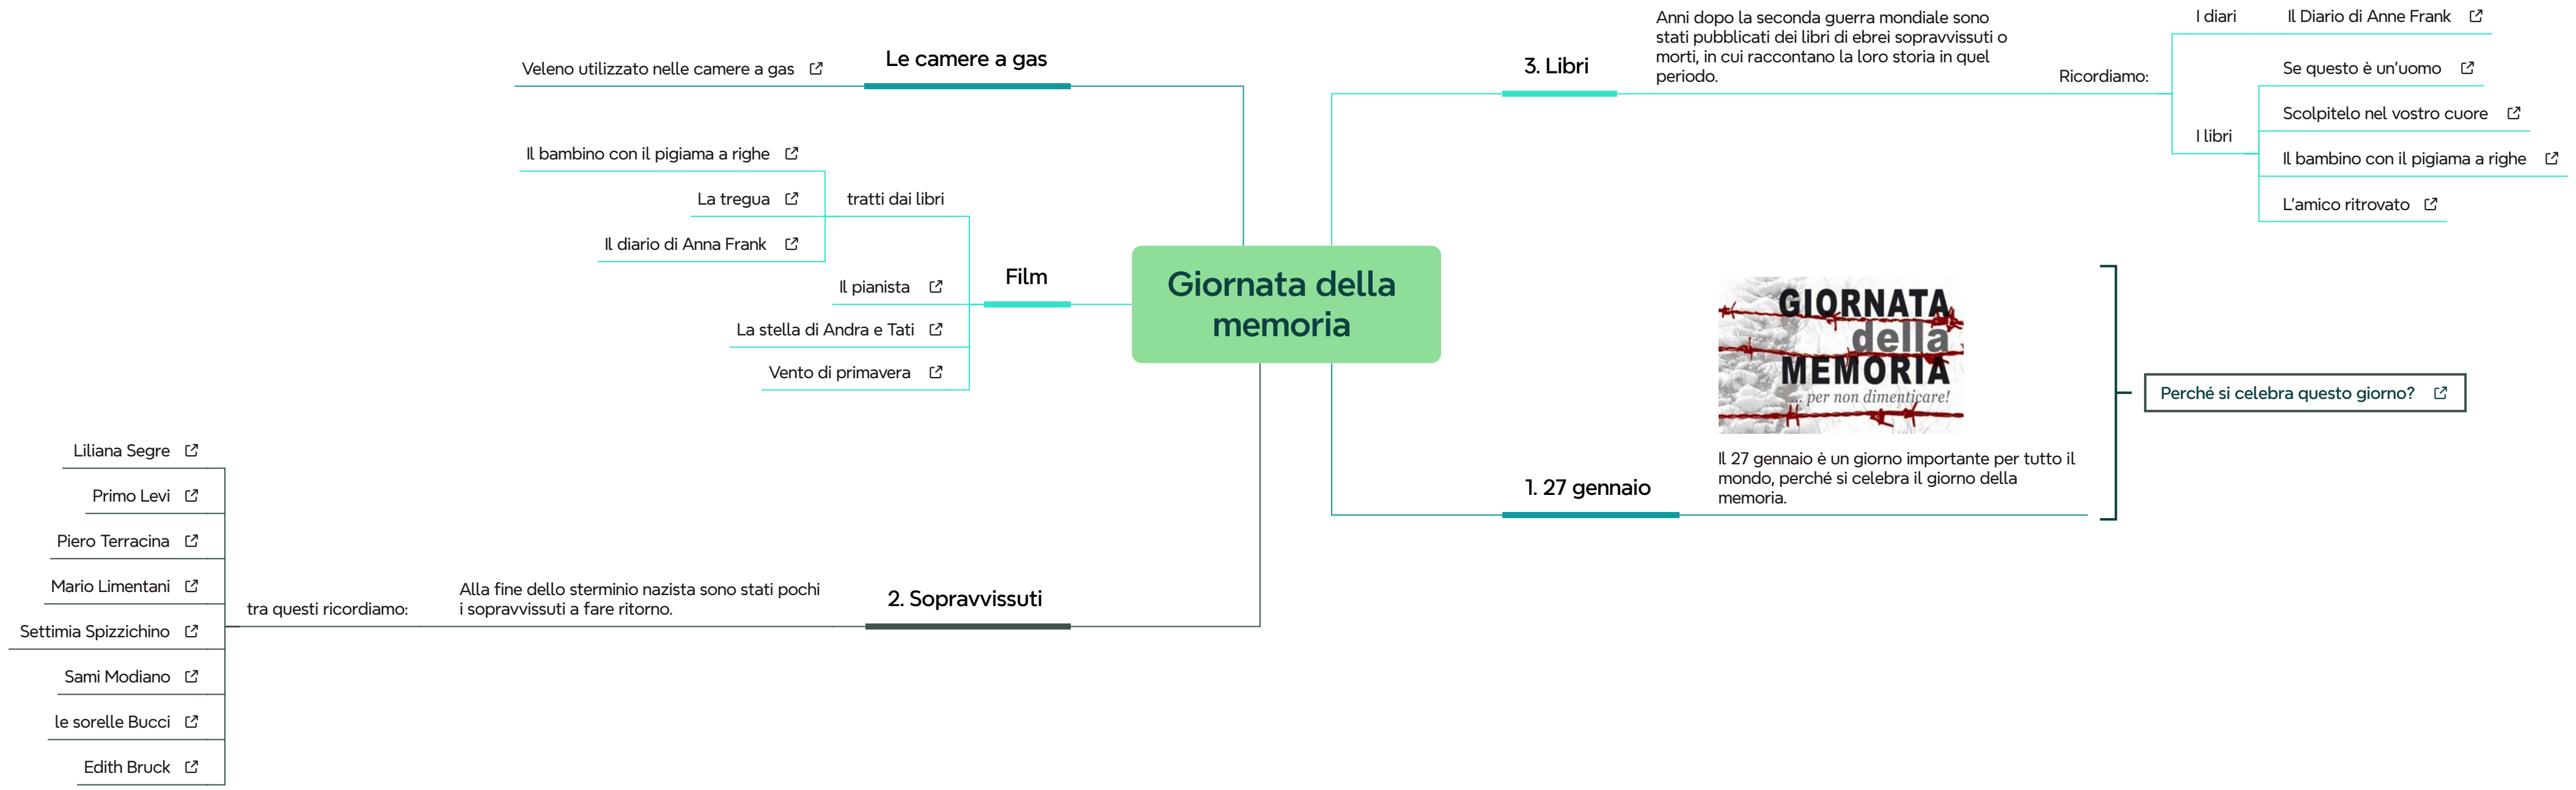 Giornata della
memoria
1. 27 gennaio
GIORNATA
della
MEMORIA
... per non dimenticare!
Il 27 gennaio è un giorno importante per tutto il
mondo, perché si celebra il giorno della
memoria.
Perché si celebra questo giorno?
2. Sopravvissuti
Alla fine dello sterminio nazista sono stati pochi
i sopravvissuti a fare ritorno.
tra questi ricordiamo:
Liliana Segre
Primo Levi
Piero Terracina
Mario Limentani
Settimia Spizzichino
Sami Modiano
le sorelle Bucci
Edith Bruck
3. Libri
Anni dopo la seconda guerra mondiale sono
stati pubblicati dei libri di ebrei sopravvissuti o
morti, in cui raccontano la loro storia in quel
periodo.
Ricordiamo:
I diari
Il Diario di Anne Frank
I libri
Se questo è un'uomo
Scolpitelo nel vostro cuore
Il bambino con il pigiama a righe
L'amico ritrovato
Film
tratti dai libri
Il bambino con il pigiama a righe
La tregua
Il diario di Anna Frank
Il pianista
La stella di Andra e Tati
Vento di primavera
Le camere a gas
Veleno utilizzato nelle camere a gas